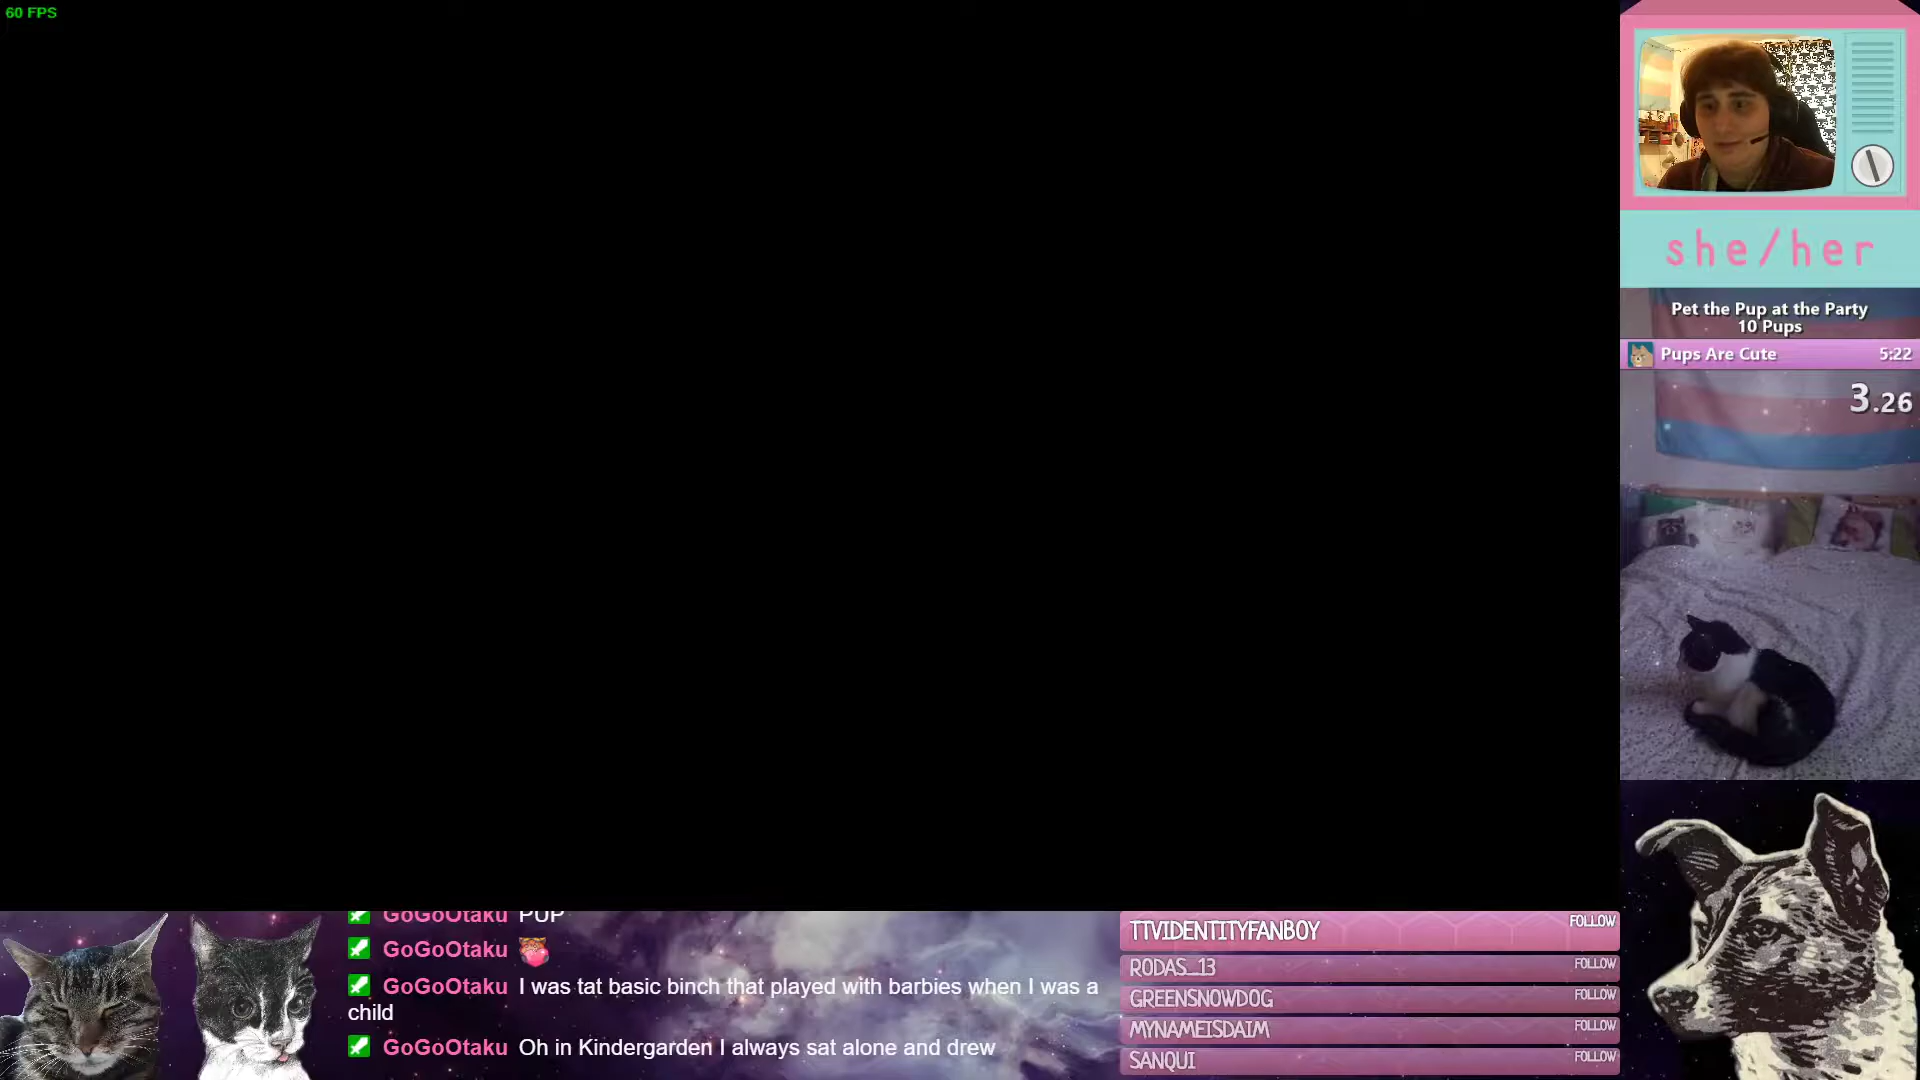 60 FPS
she/her
Pet the Pup at the Party
10 Pups
Pups Are Cute 5:22
3.26
GoGoOtaku PUP
GoGoOtaku
GoGoOtaku I was tat basic binch that played with barbies when I was a
child
GoGoOtaku Oh in Kindergarden I always sat alone and drew
TTVIDENTITYFANBOY FOLLOW
RODAS_13 FOLLOW
GREENSNOWDOG FOLLOW
MYNAMEISDAIM FOLLOW
SANQUI FOLLOW